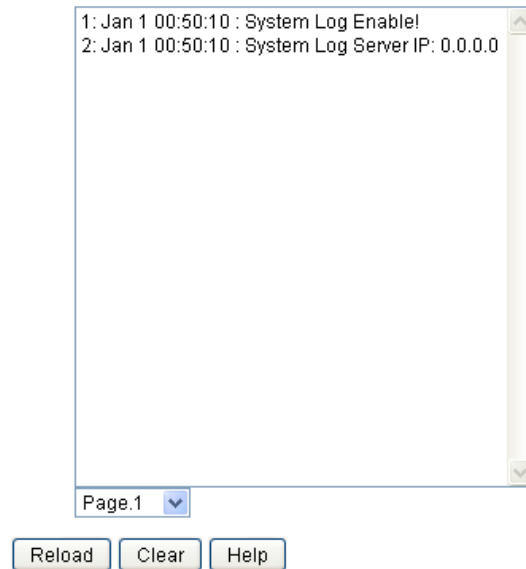 1: Jan 1 00:50:10 : System Log Enable!
2: Jan 1 00:50:10 : System Log Server IP: 0.0.0.0
Page.1
Reload Clear Help